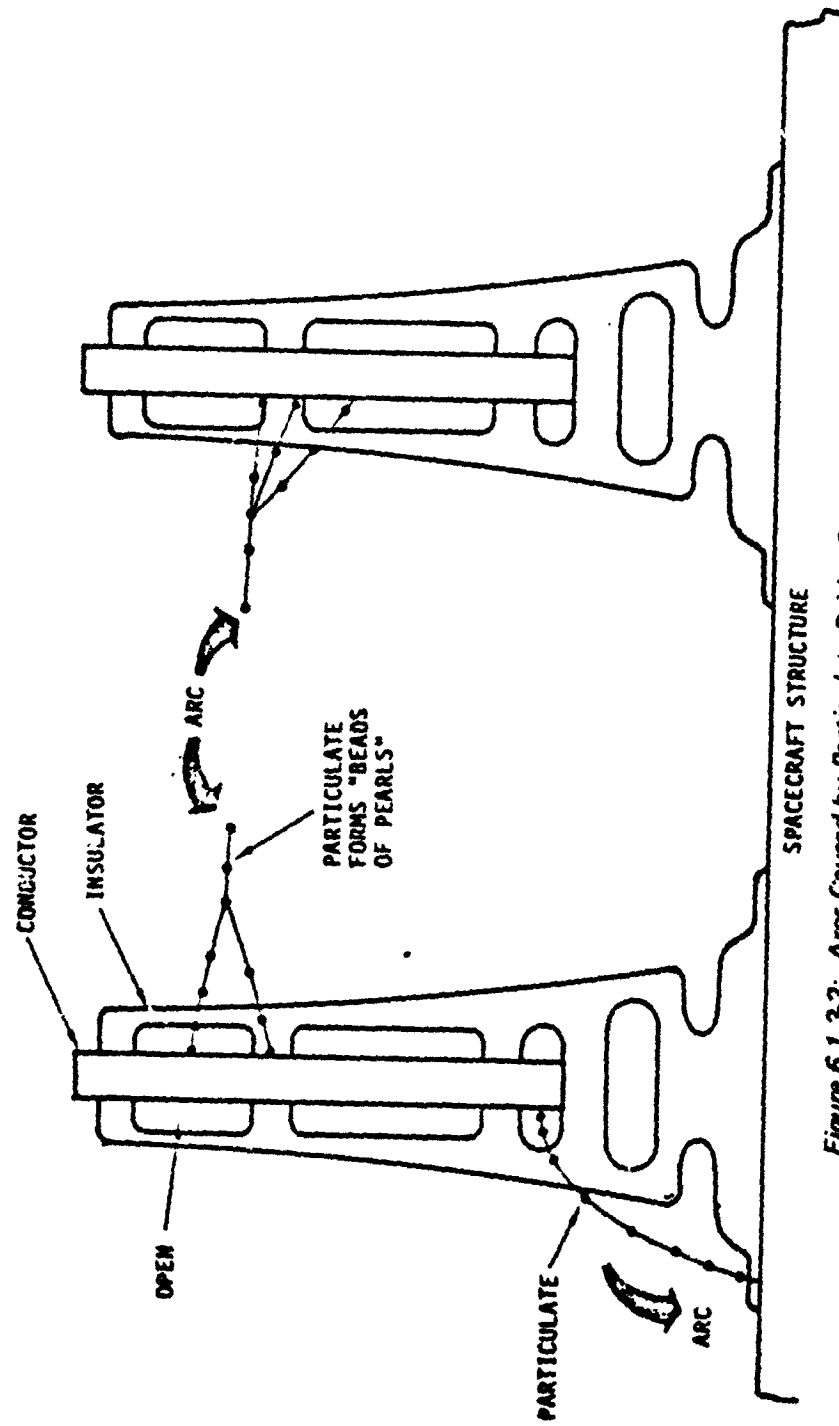 CONDUCTOR
INSULATOR
OPEN
ARC
PARTICULATE
FORMS "BEADS
OF PEARLS"
PARTICULATE
ARC
SPACECRAFT STRUCTURE
Figure 6.1.3-2: Arcs Caused by Particulate